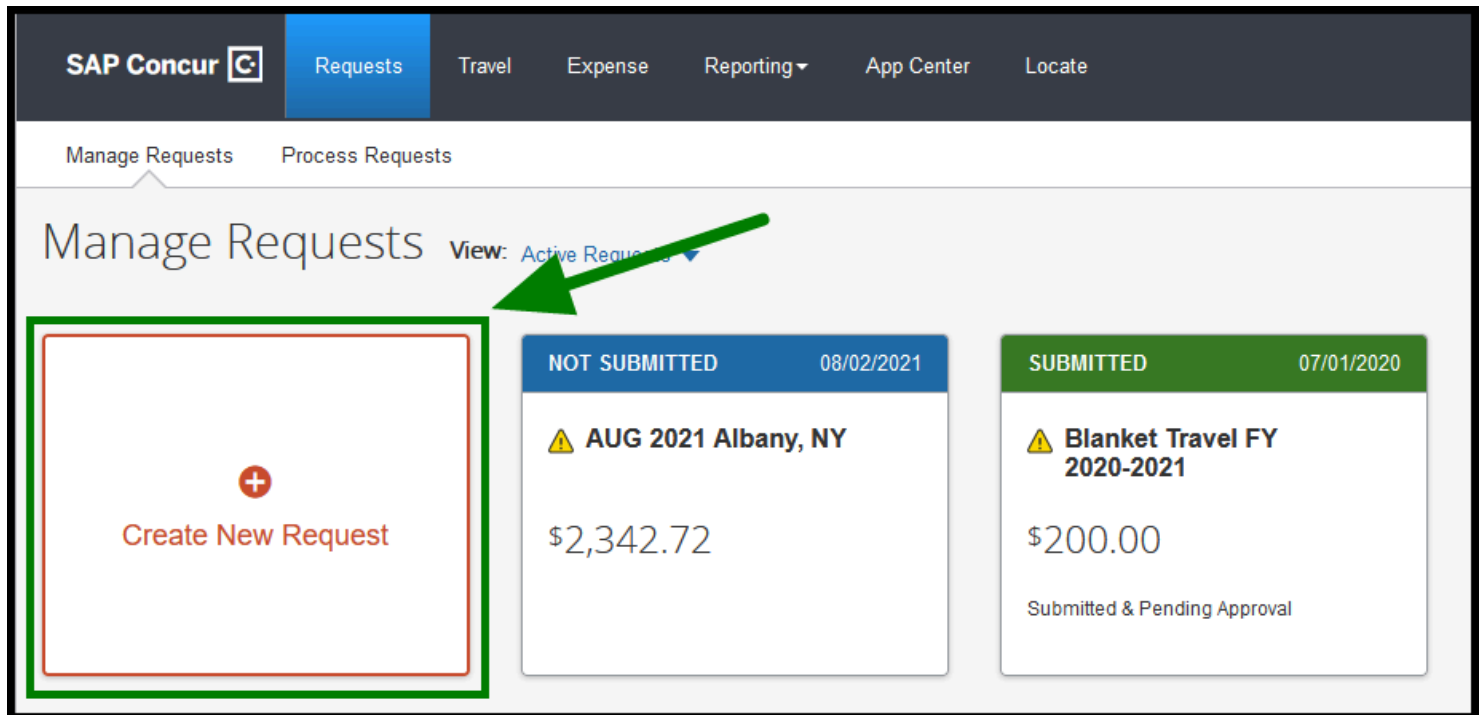 SAP Concur C Requests Travel Expense Reporting App Center Locate
Manage Requests Process Requests
Manage Requests View: Active Requests
NOT SUBMITTED 08/02/2021 SUBMITTED 07/01/2020
AUG 2021 Albany, NY Blanket Travel FY
2020-2021
Create New Request $2,342.72 $200.00
Submitted & Pending Approval